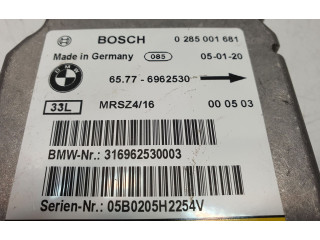 BOSCH 0 285 001 681
Made in Germany 085 05-01-20
BMW 65.77 - 6962530
33L MRSZ4/16 00 05 03
BMW-Nr.: 316962530003
Serien-Nr.: 05B0205H2254V